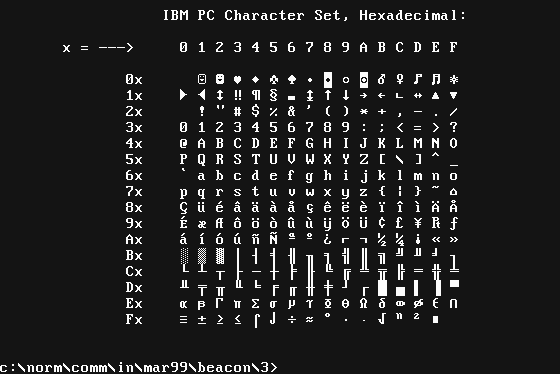 IBM PC Character Set, Hexadecimal:
x = ---> 0 1 2 3 4 5 6 7 8 9 A B C D E F
0x ☺ ☻ ♥ ♦ ♣ ♠ • ◘ ○ ◙ ♂ ♀ ♪ ♫ ☼
1x ► ◄ ↕ ‼ ¶ § ▬ ↨ ↑ ↓ → ← ∟ ↔ ▲ ▼
2x ! " # $ % & ' ( ) * + , - . /
3x 0 1 2 3 4 5 6 7 8 9 : ; < = > ?
4x @ A B C D E F G H I J K L M N O
5x P Q R S T U V W X Y Z [ \ ] ^ _
6x ` a b c d e f g h i j k l m n o
7x p q r s t u v w x y z { | } ~ ⌂
8x Ç ü é â ä à å ç ê ë è ï î ì Ä Å
9x É æ Æ ô ö ò û ù ÿ ö Ü ¢ £ ¥ ₧ ƒ
Ax á í ó ú ñ Ñ ª º ¿ ⌐ ¬ ½ ¼ ¡ « »
Bx ░ ▒ ▓ │ ┤ ╡ ╢ ╖ ╕ ╣ ║ ╗ ╝ ╜ ╛ ┐
Cx └ ┴ ┬ ├ ─ ┼ ╞ ╟ ╚ ╔ ╩ ╦ ╠ ═ ╬ ╧
Dx ╨ ╤ ╥ ╙ ╘ ╒ ╓ ╫ ╪ ┘ ┌ █ ▄ ▌ ▐ ▀
Ex α ß Γ π Σ σ µ τ Φ Θ Ω δ ∞ φ ε ∩
Fx ≡ ± ≥ ≤ ⌠ ⌡ ÷ ≈ ° ∙ · √ ⁿ ² ■
c:\norm\comm\in\mar99\beacon\3>